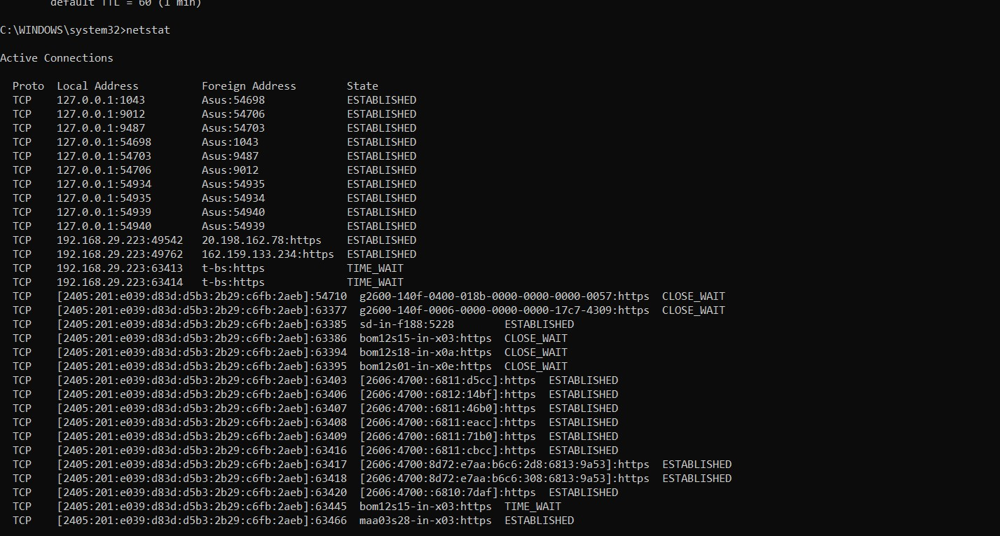 default TTL = 60 (1 min)
C:\WINDOWS\system32>netstat
Active Connections
Proto  Local Address          Foreign Address        State
TCP    127.0.0.1:1043         Asus:54698             ESTABLISHED
TCP    127.0.0.1:9012         Asus:54706             ESTABLISHED
TCP    127.0.0.1:9487         Asus:54703             ESTABLISHED
TCP    127.0.0.1:54698        Asus:1043              ESTABLISHED
TCP    127.0.0.1:54703        Asus:9487              ESTABLISHED
TCP    127.0.0.1:54706        Asus:9012              ESTABLISHED
TCP    127.0.0.1:54934        Asus:54935             ESTABLISHED
TCP    127.0.0.1:54935        Asus:54934             ESTABLISHED
TCP    127.0.0.1:54939        Asus:54940             ESTABLISHED
TCP    127.0.0.1:54940        Asus:54939             ESTABLISHED
TCP    192.168.29.223:49542   20.198.162.78:https    ESTABLISHED
TCP    192.168.29.223:49762   162.159.133.234:https  ESTABLISHED
TCP    192.168.29.223:63413   t-bs:https             TIME_WAIT
TCP    192.168.29.223:63414   t-bs:https             TIME_WAIT
TCP    [2405:201:e039:d83d:d5b3:2b29:c6fb:2aeb]:54710  g2600-140f-0400-018b-0000-0000-0000-0057:https  CLOSE_WAIT
TCP    [2405:201:e039:d83d:d5b3:2b29:c6fb:2aeb]:63377  g2600-140f-0006-0000-0000-0000-17c7-4309:https  CLOSE_WAIT
TCP    [2405:201:e039:d83d:d5b3:2b29:c6fb:2aeb]:63385  sd-in-f188:5228        ESTABLISHED
TCP    [2405:201:e039:d83d:d5b3:2b29:c6fb:2aeb]:63386  bom12s15-in-x03:https  CLOSE_WAIT
TCP    [2405:201:e039:d83d:d5b3:2b29:c6fb:2aeb]:63394  bom12s18-in-x0a:https  CLOSE_WAIT
TCP    [2405:201:e039:d83d:d5b3:2b29:c6fb:2aeb]:63395  bom12s01-in-x0e:https  CLOSE_WAIT
TCP    [2405:201:e039:d83d:d5b3:2b29:c6fb:2aeb]:63403  [2606:4700::6811:d5cc]:https  ESTABLISHED
TCP    [2405:201:e039:d83d:d5b3:2b29:c6fb:2aeb]:63406  [2606:4700::6812:14bf]:https  ESTABLISHED
TCP    [2405:201:e039:d83d:d5b3:2b29:c6fb:2aeb]:63407  [2606:4700::6811:46b0]:https  ESTABLISHED
TCP    [2405:201:e039:d83d:d5b3:2b29:c6fb:2aeb]:63408  [2606:4700::6811:eacc]:https  ESTABLISHED
TCP    [2405:201:e039:d83d:d5b3:2b29:c6fb:2aeb]:63409  [2606:4700::6811:71b0]:https  ESTABLISHED
TCP    [2405:201:e039:d83d:d5b3:2b29:c6fb:2aeb]:63416  [2606:4700::6811:cbcc]:https  ESTABLISHED
TCP    [2405:201:e039:d83d:d5b3:2b29:c6fb:2aeb]:63417  [2606:4700:8d72:e7aa:b6c6:2d8:6813:9a53]:https  ESTABLISHED
TCP    [2405:201:e039:d83d:d5b3:2b29:c6fb:2aeb]:63418  [2606:4700:8d72:e7aa:b6c6:308:6813:9a53]:https  ESTABLISHED
TCP    [2405:201:e039:d83d:d5b3:2b29:c6fb:2aeb]:63420  [2606:4700::6810:7daf]:https  ESTABLISHED
TCP    [2405:201:e039:d83d:d5b3:2b29:c6fb:2aeb]:63445  bom12s15-in-x03:https  TIME_WAIT
TCP    [2405:201:e039:d83d:d5b3:2b29:c6fb:2aeb]:63466  maa03s28-in-x03:https  ESTABLISHED